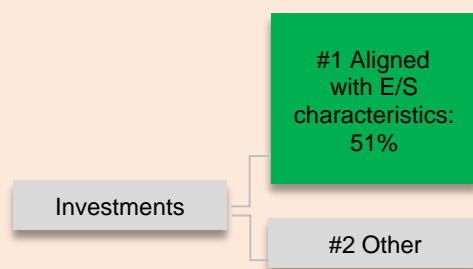 #1 Aligned
with E/S
characteristics:
51%
Investments
#2 Other